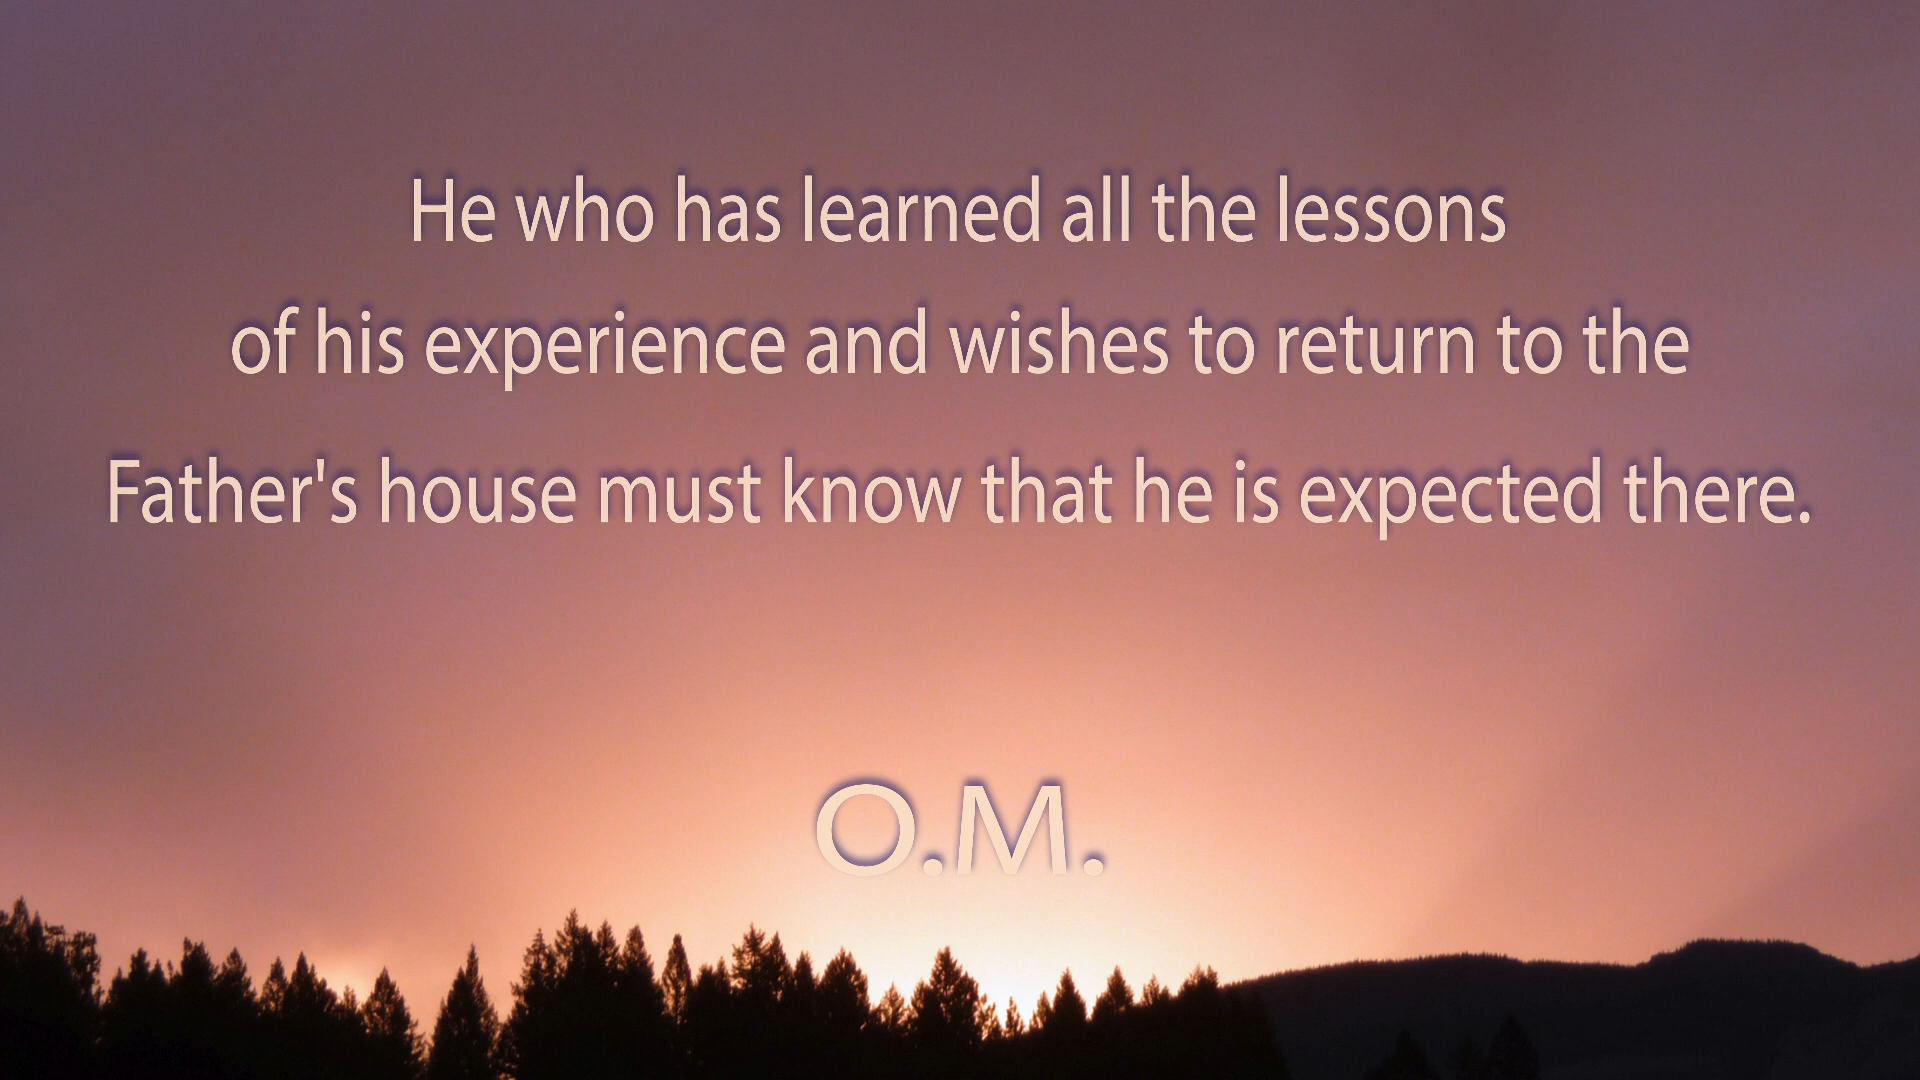 He who has learned all the lessons
of his experience and wishes to return to the
Father's house must know that he is expected there.
O.M.